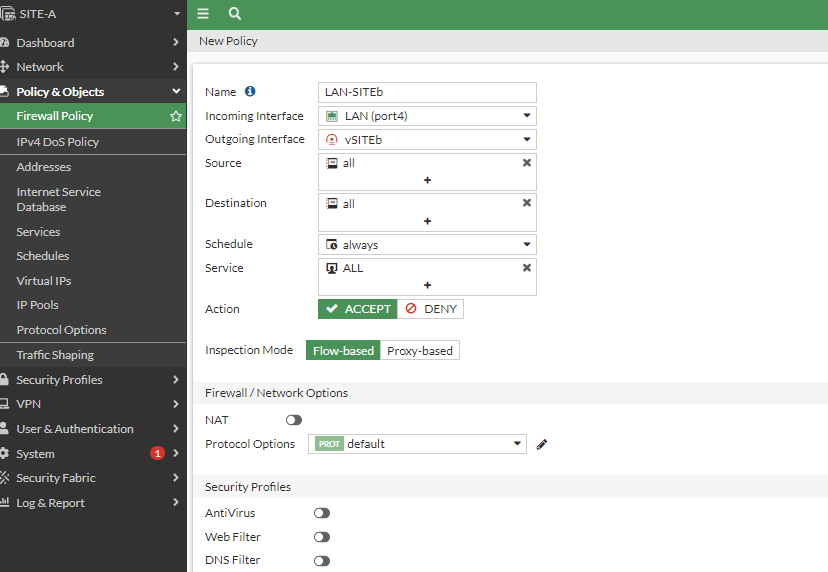 SITE-A
Dashboard
Network
Policy & Objects
Firewall Policy
IPv4 DoS Policy
Addresses
Internet Service
Database
Services
Schedules
Virtual IPs
IP Pools
Protocol Options
Traffic Shaping
Security Profiles
VPN
User & Authentication
System 1
Security Fabric
Log & Report
New Policy
Name LAN-SITEb
Incoming Interface LAN (port4)
Outgoing Interface vSITEb
Source all
+
Destination all
+
Schedule always
Service ALL
+
Action ACCEPT DENY
Inspection Mode Flow-based Proxy-based
Firewall / Network Options
NAT
Protocol Options PROT default
Security Profiles
AntiVirus
Web Filter
DNS Filter